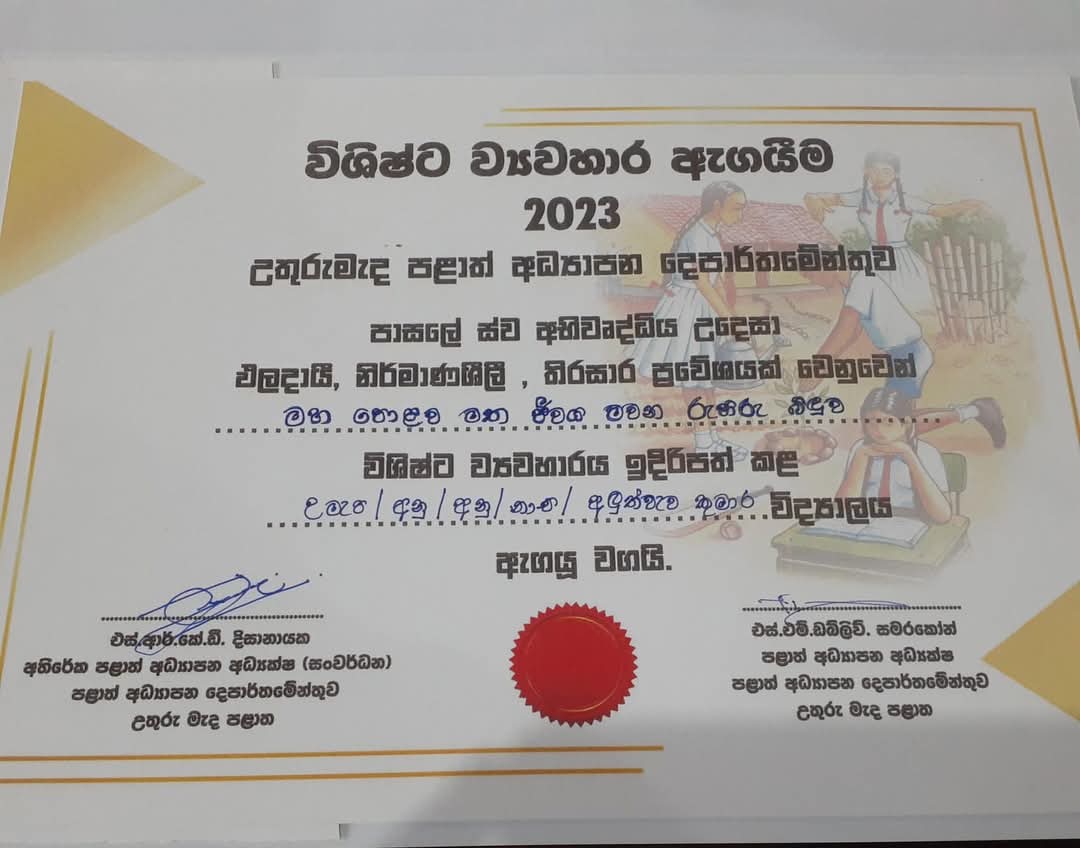 විශිෂ්ට ව්‍යවහාර ඇගයීම
2023
උතුරුමැද පළාත් අධ්‍යාපන දෙපාර්තමේන්තුව
පාසලේ ස්ව අභිවෘද්ධිය උදෙසා
ඵලදායී, නිර්මාණශීලී , තිරසාර ප්‍රවේශයක් වෙනුවෙන්
මහ පොළව මත ජීවය මවන රුහිරු බිඳුව
විශිෂ්ට ව්‍යවහාරය ඉදිරිපත් කළ
උමැප/අනු/අනු/නාඑ/ අළුත්වැව කුමාර විද්‍යාලය
ඇගයූ වගයි.
එස්.ආර්.කේ.ඩී. දිසානායක
අතිරේක පළාත් අධ්‍යාපන අධ්‍යක්ෂ (සංවර්ධන)
පළාත් අධ්‍යාපන දෙපාර්තමේන්තුව
උතුරු මැද පළාත
එස්.එම්.ඩබ්ලිව්. සමරකෝන්
පළාත් අධ්‍යාපන අධ්‍යක්ෂ
පළාත් අධ්‍යාපන දෙපාර්තමේන්තුව
උතුරු මැද පළාත